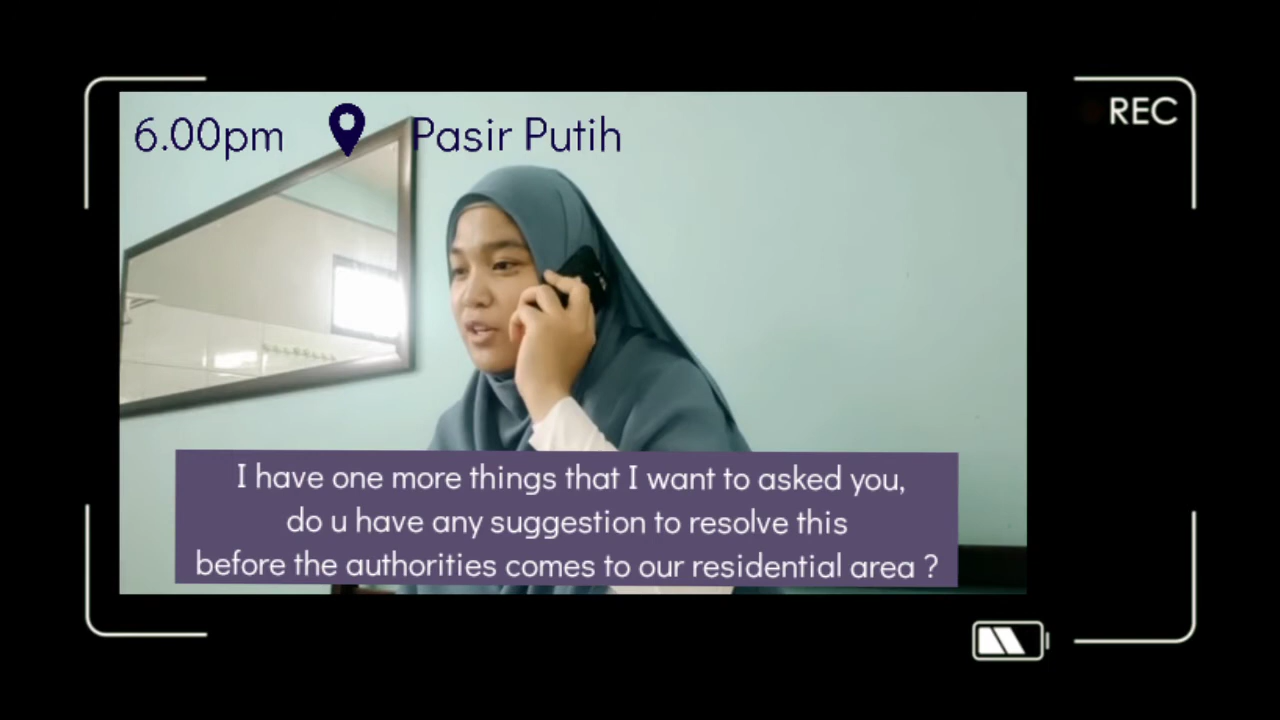 6.00pm Pasir Putih
REC
I have one more things that I want to asked you,
do u have any suggestion to resolve this
before the authorities comes to our residential area ?